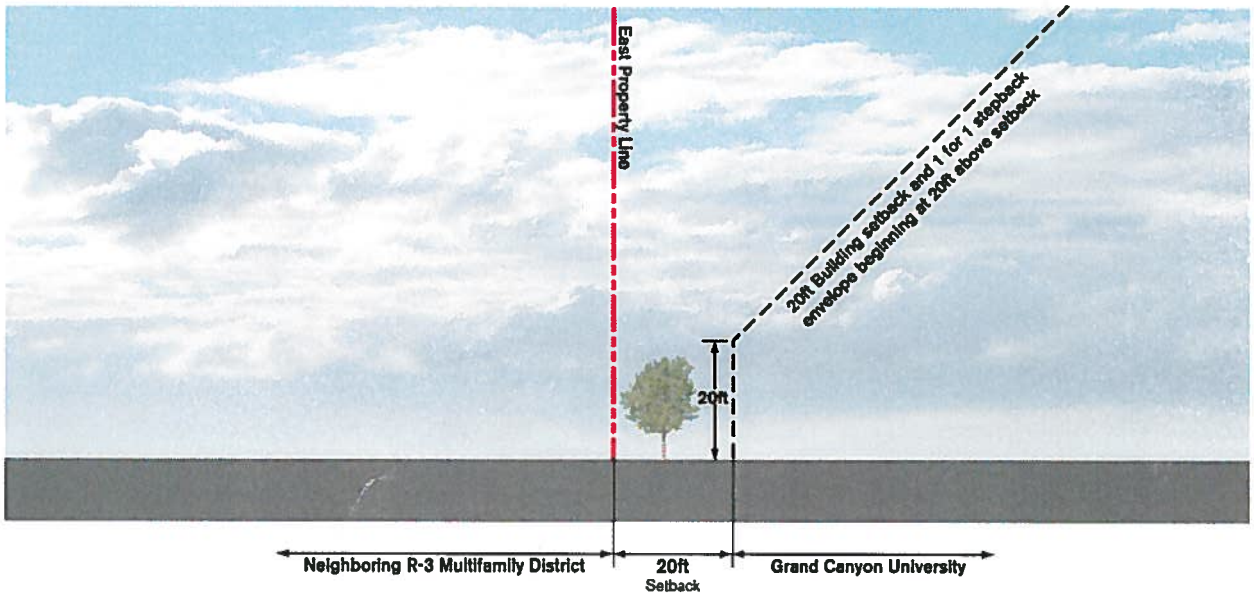 East Property Line
20ft Building setback and 1 for 1 stepback
envelope beginning at 20ft above setback
20ft
Neighboring R-3 Multifamily District
20ft
Setback
Grand Canyon University